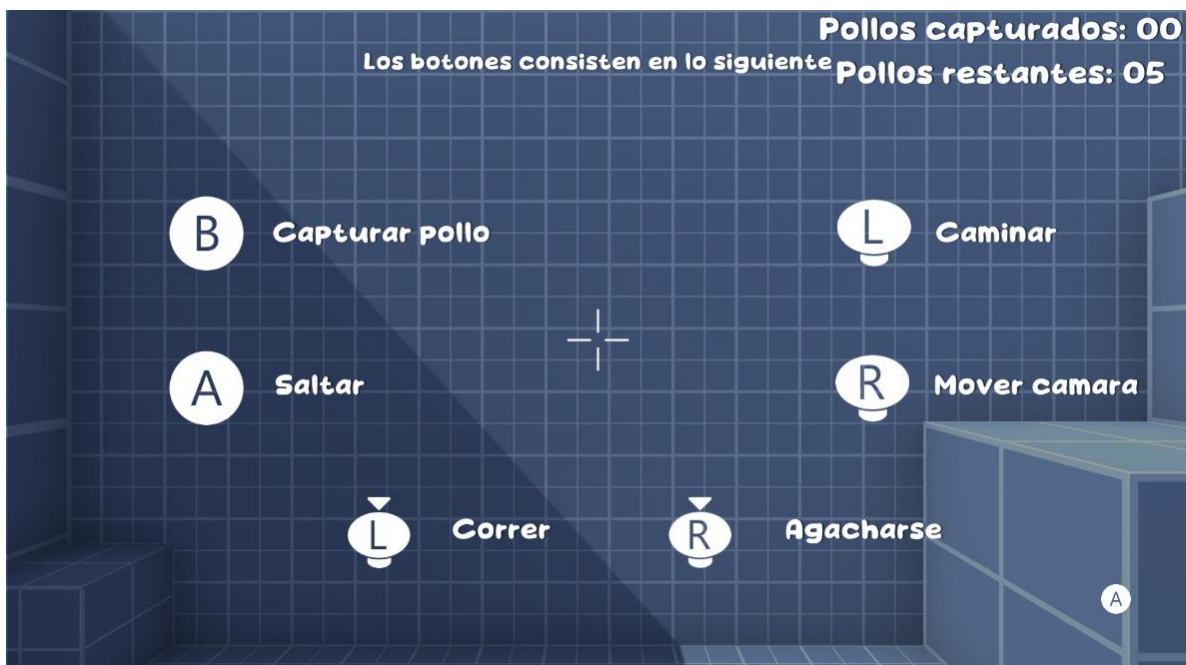 Pollos capturados: 00
Los botones consisten en lo siguiente
Pollos restantes: 05
B Capturar pollo
L Caminar
A Saltar
R Mover camara
L Correr
R Agacharse
A